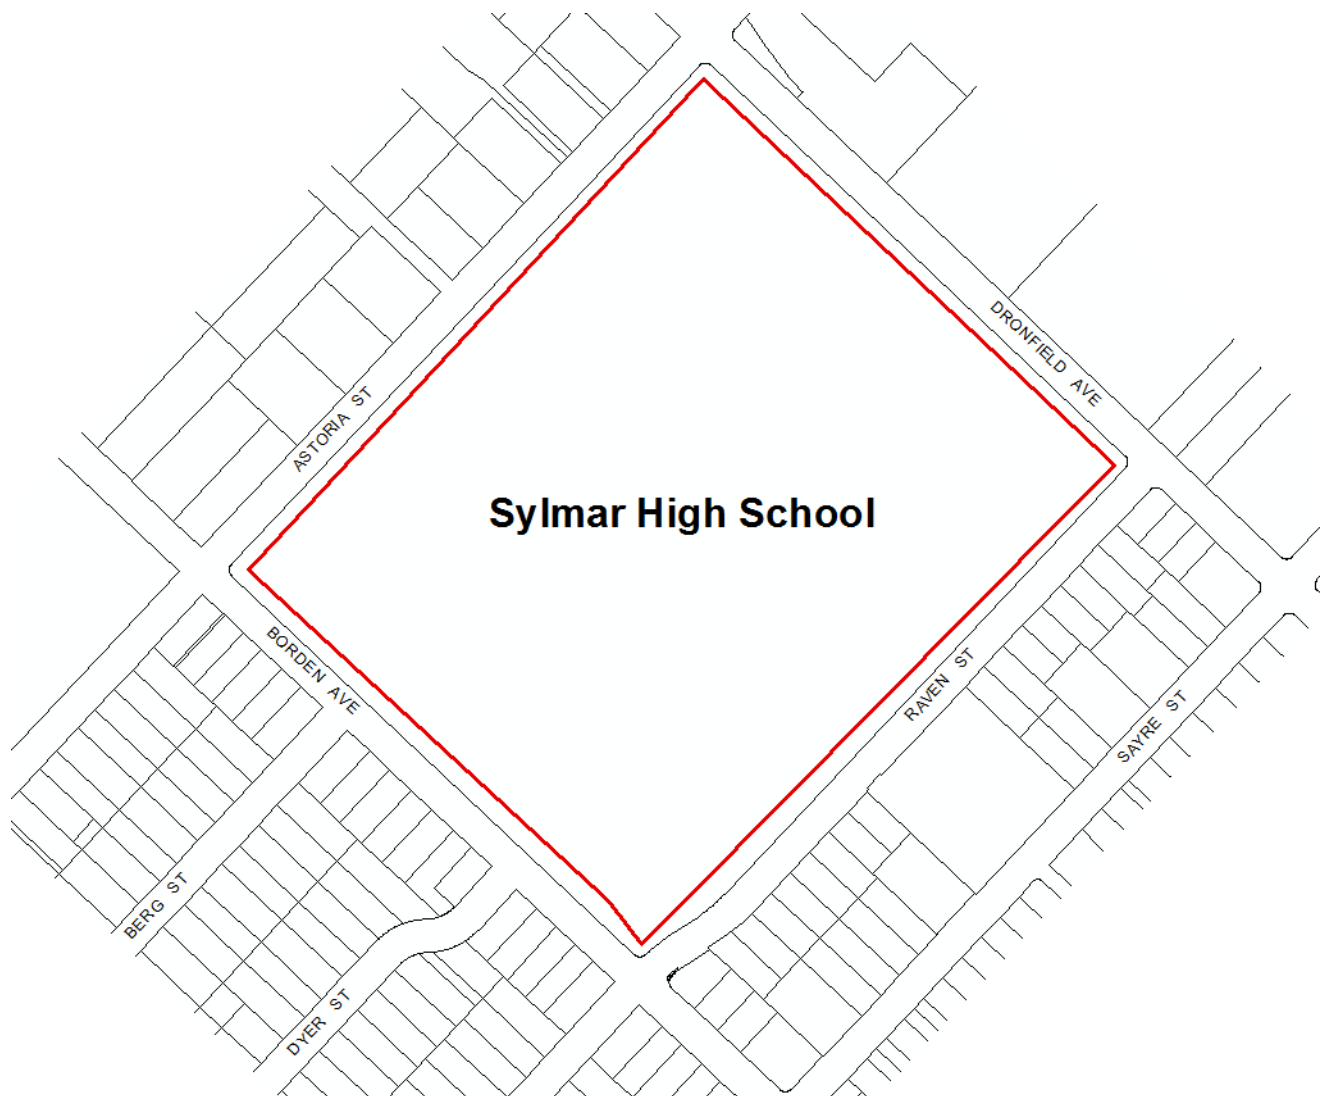 DRONFIELD AVE
ASTORIA ST
Sylmar High School
BORDEN AVE
RAVEN ST
SAYRE ST
BERG ST
DYER ST